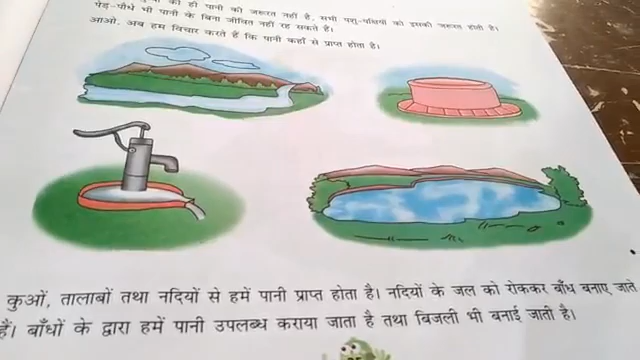 को ही पानी की जरूरत नहीं है, सभी पशु-पक्षियों को इसकी जरूरत होती है।
पेड़-पौधे भी पानी के बिना जीवित नहीं रह सकते हैं।
आओ, अब हम विचार करते हैं कि पानी कहाँ से प्राप्त होता है।
कुओं, तालाबों तथा नदियों से हमें पानी प्राप्त होता है। नदियों के जल को रोककर बाँध बनाए जाते
हैं। बाँधों के द्वारा हमें पानी उपलब्ध कराया जाता है तथा बिजली भी बनाई जाती है।